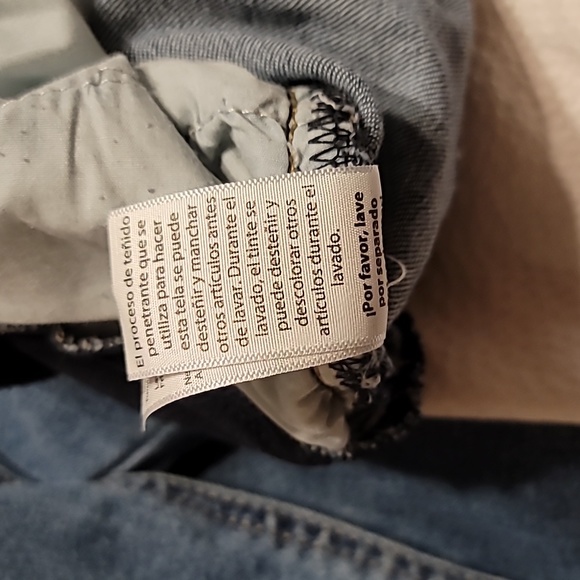 El proceso de teñido
penetrante que se
utiliza para hacer
esta tela se puede
desteñir y manchar
otros artículos antes
de lavar. Durante el
lavado, el tinte se
puede desteñir y
descolorar otros
artículos durante el
lavado.
¡Por favor, lave
por separado